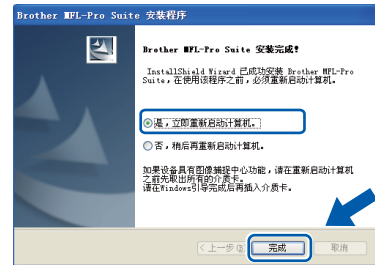 Brother MFL-Pro Suite 安装程序
Brother MFL-Pro Suite 安装完成!
InstallShield Wizard 已成功安装 Brother MFL-Pro
Suite,在使用该程序之前,必须重新启动计算机。
是,立即重新启动计算机。
否,稍后再重新启动计算机。
如果设备具有图像捕捉中心功能,请在重新启动计算机
之前先取出所有的介质卡。
请在Windows引导完成后再插入介质卡。
<上一步(B) 完成 取消